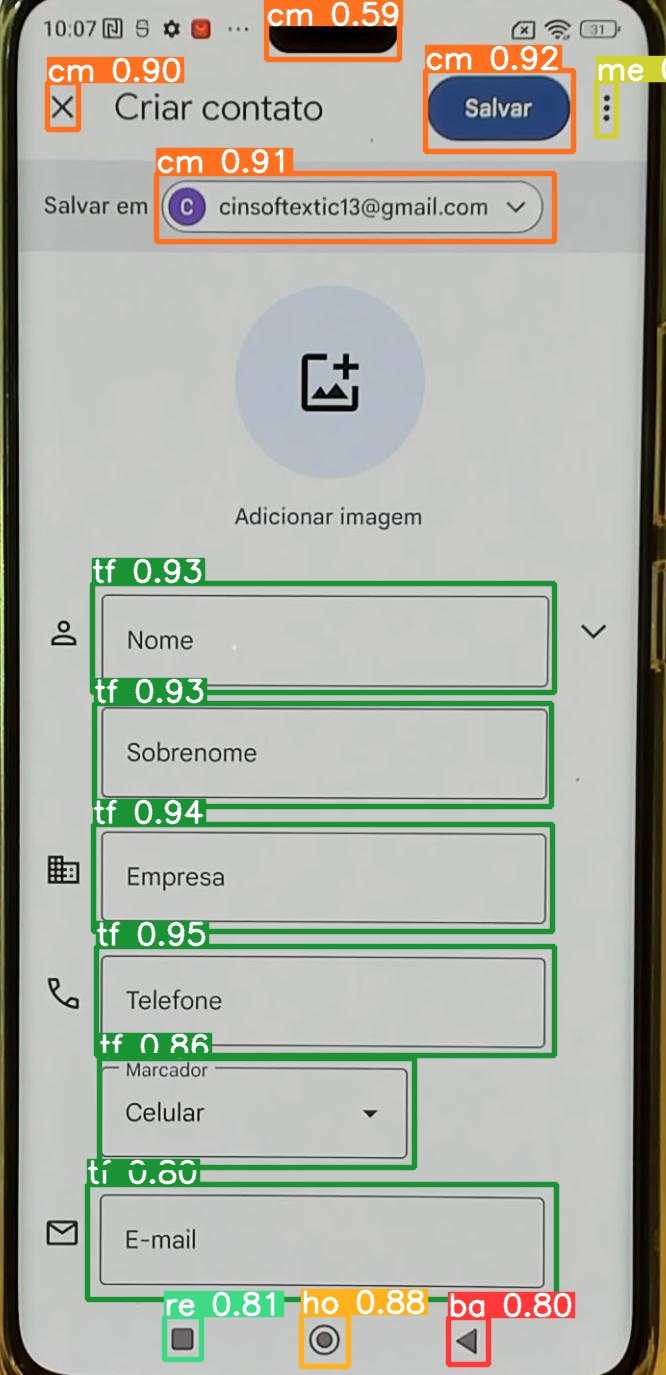 10:07 31
cm 0.59
cm 0.90
cm 0.92
me
Criar contato
Salvar
cm 0.91
Salvar em C cinsoftextic13@gmail.com
Adicionar imagem
tf 0.93
Nome
tf 0.93
Sobrenome
tf 0.94
Empresa
tf 0.95
Telefone
tf 0.86
Marcador
Celular
tf 0.80
E-mail
re 0.81
ho 0.88
ba 0.80